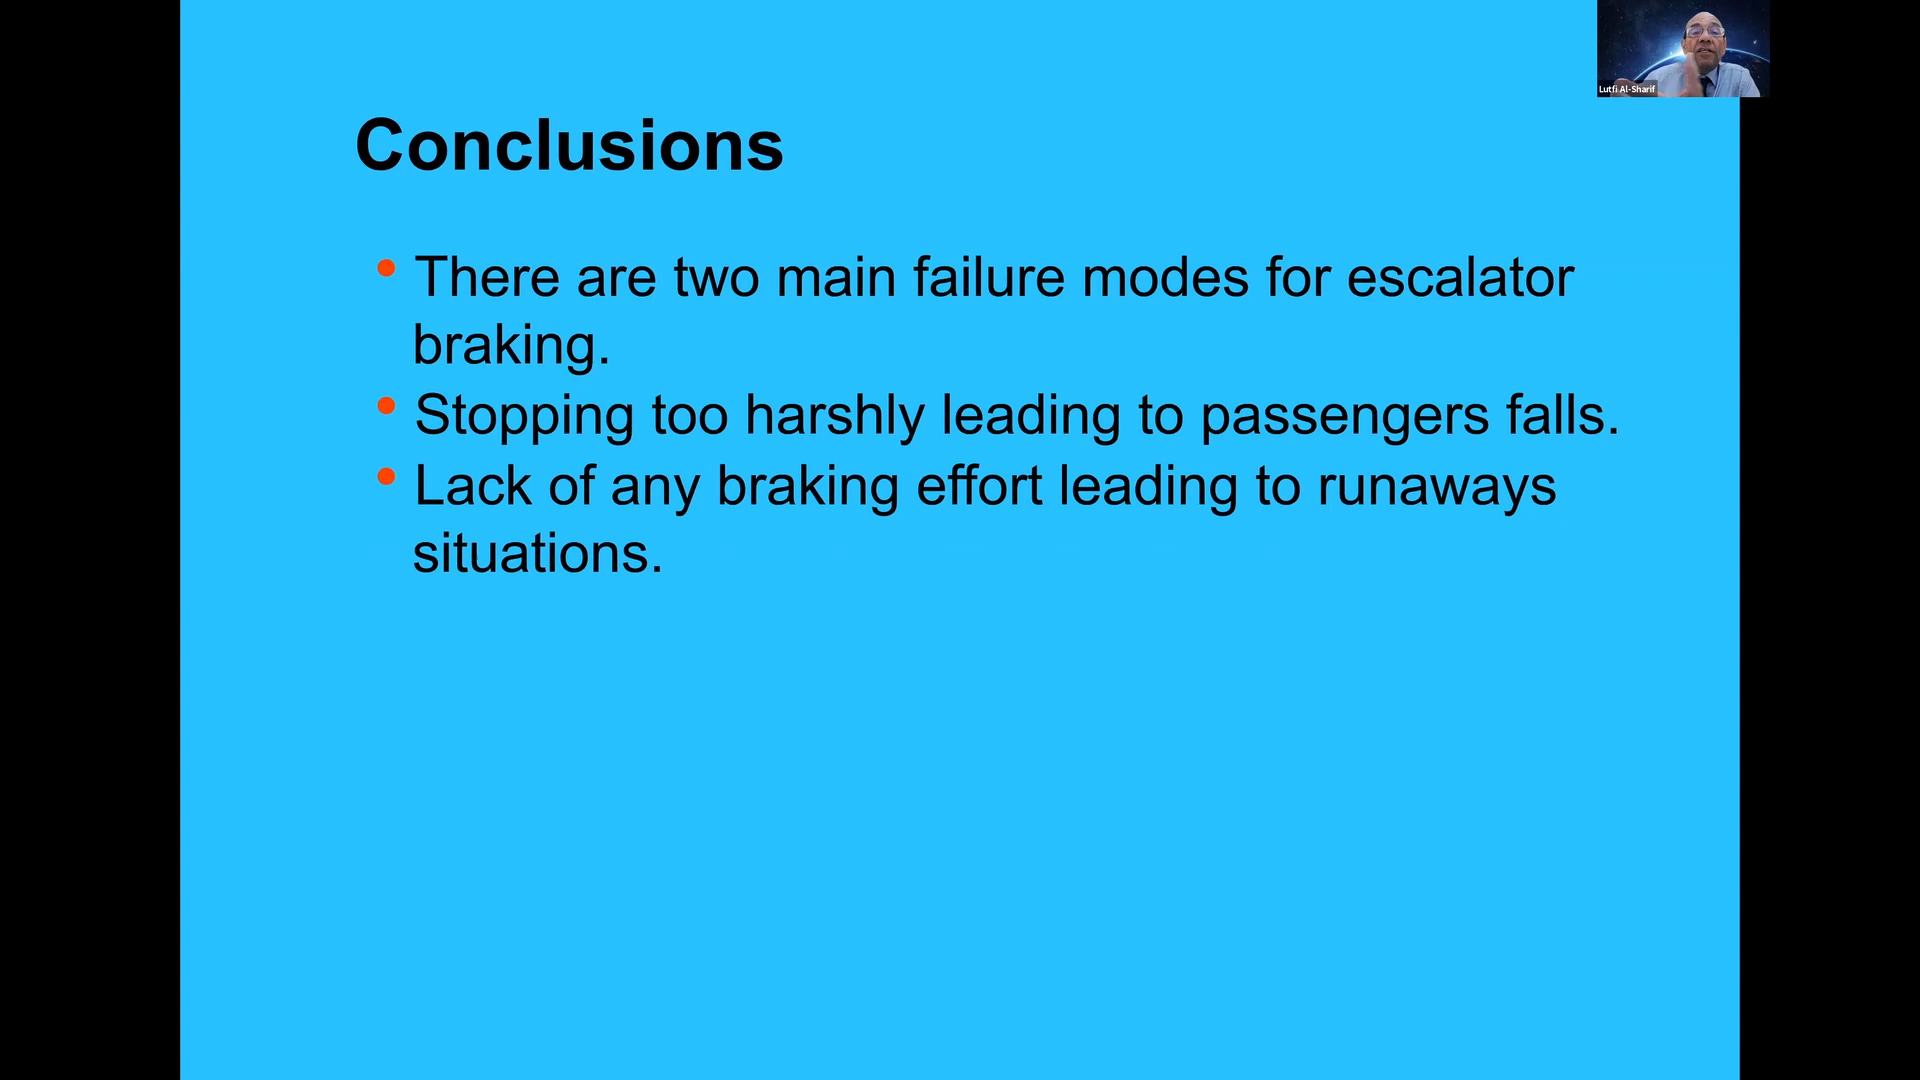 Lutfi Al-Sharif
Conclusions
• There are two main failure modes for escalator
braking.
• Stopping too harshly leading to passengers falls.
• Lack of any braking effort leading to runaways
situations.